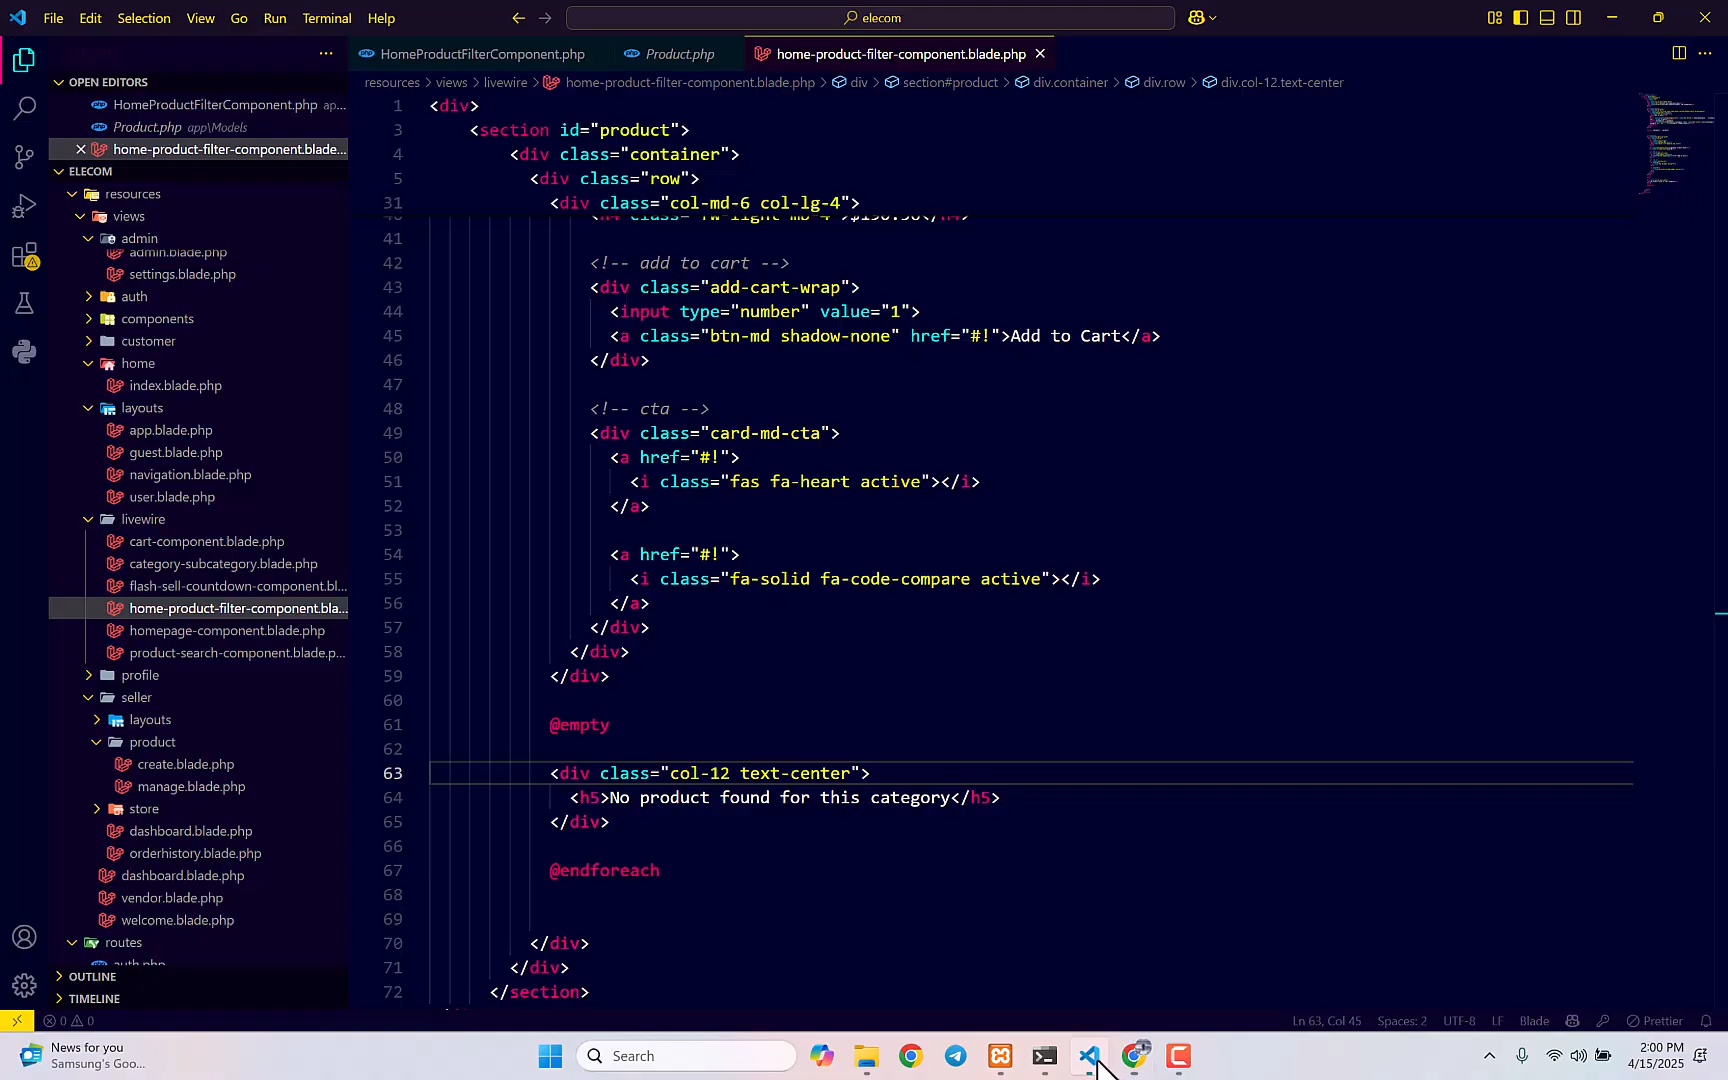 File Edit Selection View Go Run Terminal Help
elecom
HomeProductFilterComponent.php Product.php home-product-filter-component.blade.php
resources > views > livewire > home-product-filter-component.blade.php > div > section#product > div.container > div.row > div.col-12.text-center
OPEN EDITORS
HomeProductFilterComponent.php ap...
Product.php app\Models
home-product-filter-component.blade...
ELECOM
resources
views
admin
admin.blade.php
settings.blade.php
auth
components
customer
home
index.blade.php
layouts
app.blade.php
guest.blade.php
navigation.blade.php
user.blade.php
livewire
cart-component.blade.php
category-subcategory.blade.php
flash-sell-countdown-component.bl...
home-product-filter-component.bla...
homepage-component.blade.php
product-search-component.blade.p...
profile
seller
layouts
product
create.blade.php
manage.blade.php
store
dashboard.blade.php
orderhistory.blade.php
dashboard.blade.php
vendor.blade.php
welcome.blade.php
routes
auth.php
OUTLINE
TIMELINE
1 <div>
3 <section id="product">
4 <div class="container">
5 <div class="row">
31 <div class="col-md-6 col-lg-4">
41
42 <!-- add to cart -->
43 <div class="add-cart-wrap">
44 <input type="number" value="1">
45 <a class="btn-md shadow-none" href="#!">Add to Cart</a>
46 </div>
47
48 <!-- cta -->
49 <div class="card-md-cta">
50 <a href="#!">
51 <i class="fas fa-heart active"></i>
52 </a>
53
54 <a href="#!">
55 <i class="fa-solid fa-code-compare active"></i>
56 </a>
57 </div>
58 </div>
59 </div>
60
61 @empty
62
63 <div class="col-12 text-center">
64 <h5>No product found for this category</h5>
65 </div>
66
67 @endforeach
68
69
70 </div>
71 </div>
72 </section>
0 0
Ln 63, Col 45 Spaces: 2 UTF-8 LF Blade Prettier
News for you
Samsung's Goo...
Search
2:00 PM
4/15/2025